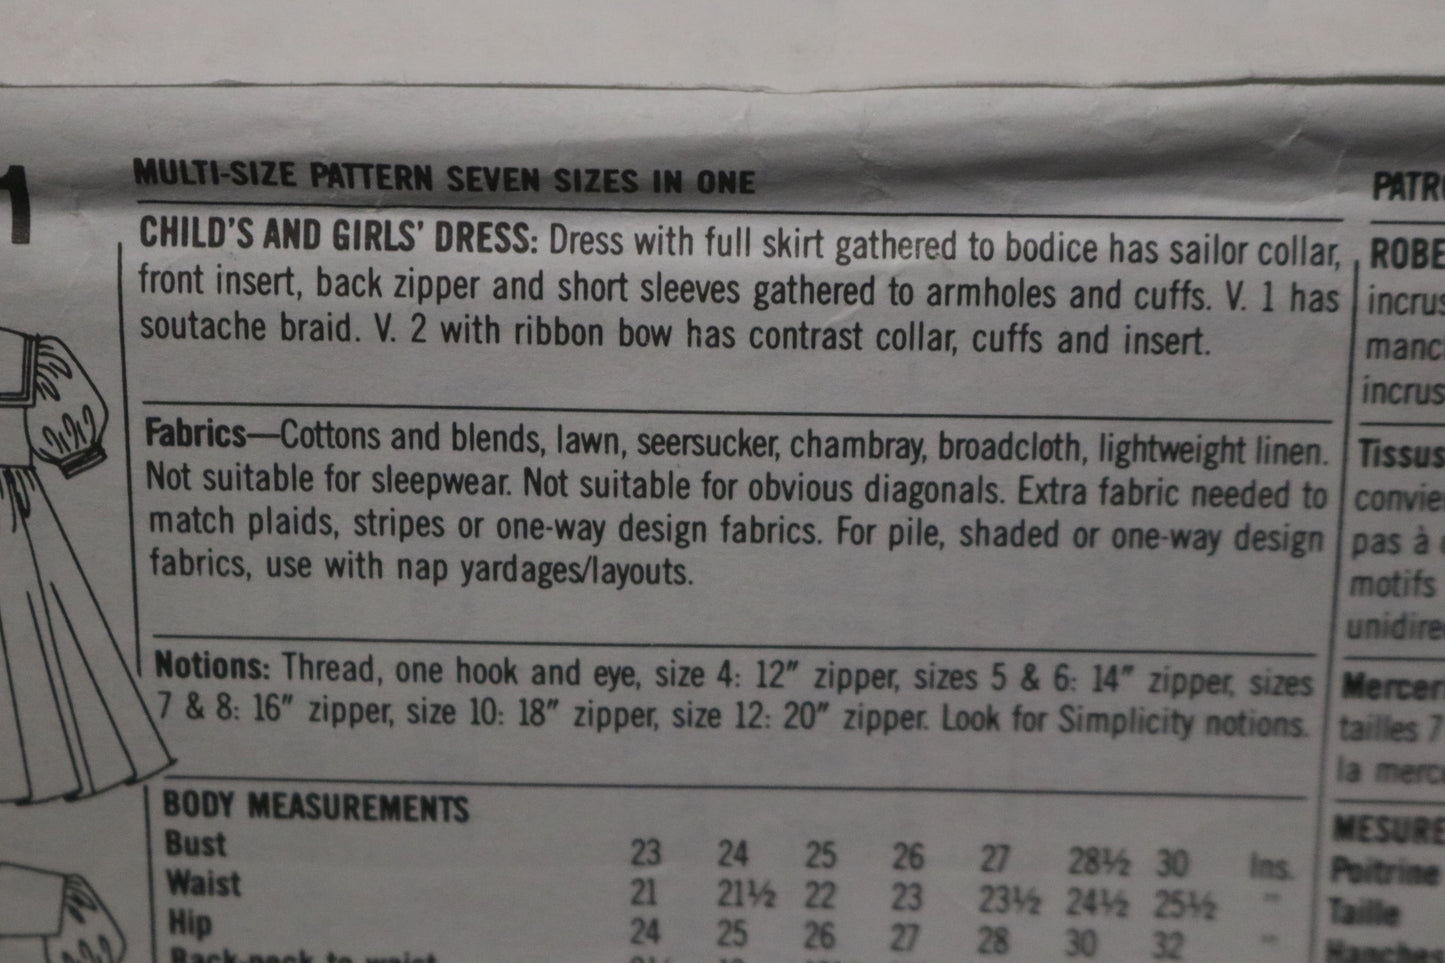 1
MULTI-SIZE PATTERN SEVEN SIZES IN ONE
CHILD'S AND GIRLS' DRESS: Dress with full skirt gathered to bodice has sailor collar,
front insert, back zipper and short sleeves gathered to armholes and cuffs. V. 1 has
soutache braid. V. 2 with ribbon bow has contrast collar, cuffs and insert.
Fabrics—Cottons and blends, lawn, seersucker, chambray, broadcloth, lightweight linen.
Not suitable for sleepwear. Not suitable for obvious diagonals. Extra fabric needed to
match plaids, stripes or one-way design fabrics. For pile, shaded or one-way design
fabrics, use with nap yardages/layouts.
Notions: Thread, one hook and eye, size 4: 12" zipper, sizes 5 & 6: 14" zipper, sizes
7 & 8: 16" zipper, size 10: 18" zipper, size 12: 20" zipper. Look for Simplicity notions.
BODY MEASUREMENTS
Bust 23 24 25 26 27 28½ 30 Ins.
Waist 21 21½ 22 23 23½ 24½ 25½ "
Hip 24 25 26 27 28 30 32 "
Back-neck to waist
PATR
ROBE
incrus
manc
incrus
Tissus
convie
pas à
motifs
unidire
Mercer
tailles 7
la merc
MESURE
Poitrine
Taille
Hanches